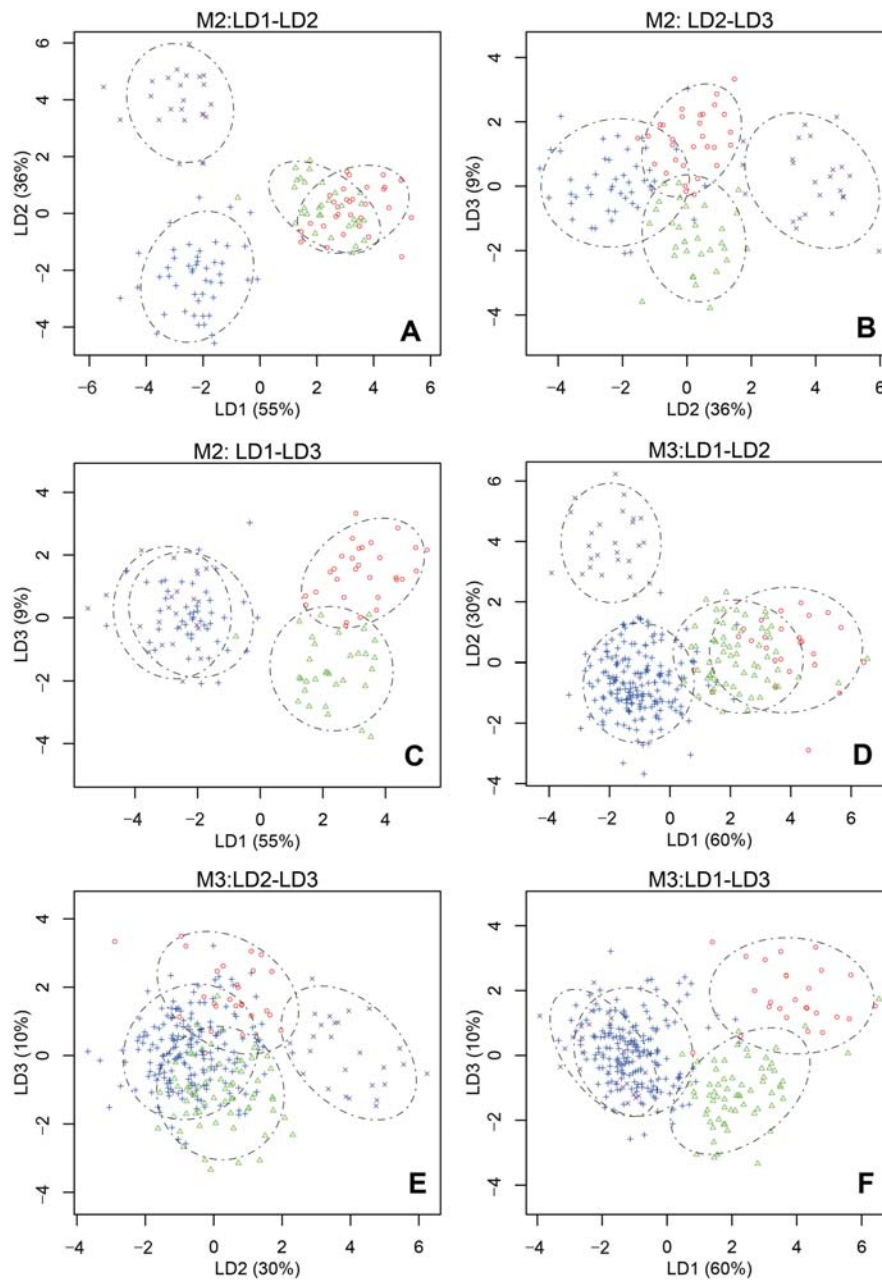 M2:LD1-LD2
6
4
2
0
−2
−4
LD2 (36%)
A
−6 −4 −2 0 2 4 6
LD1 (55%)
M2: LD2-LD3
4
2
0
−2
−4
LD3 (9%)
B
−4 −2 0 2 4 6
LD2 (36%)
M2: LD1-LD3
4
2
0
−2
−4
LD3 (9%)
C
−4 −2 0 2 4
LD1 (55%)
M3:LD1-LD2
6
4
2
0
−2
−4
LD2 (30%)
D
−4 −2 0 2 4 6
LD1 (60%)
M3:LD2-LD3
4
2
0
−2
−4
LD3 (10%)
E
−4 −2 0 2 4 6
LD2 (30%)
M3:LD1-LD3
4
2
0
−2
−4
LD3 (10%)
F
−4 −2 0 2 4 6
LD1 (60%)